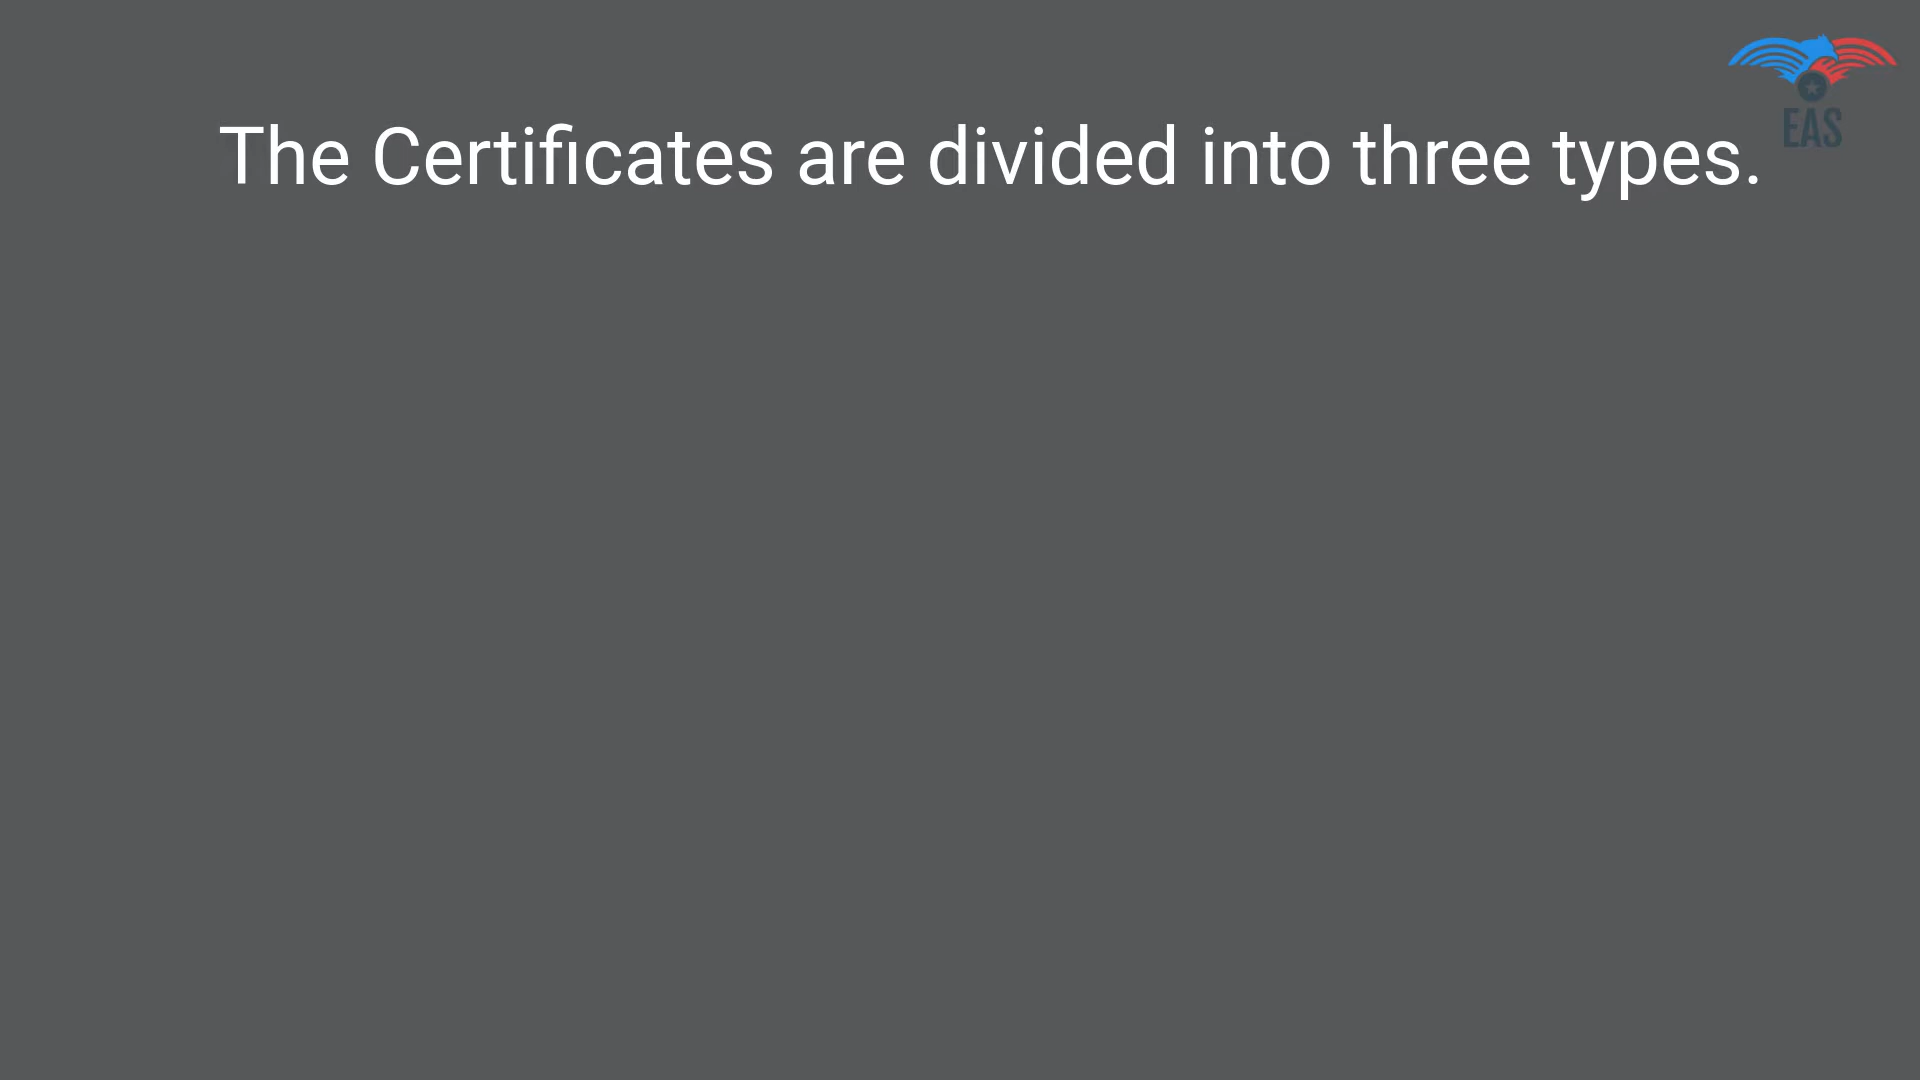 EAS
The Certificates are divided into three types.